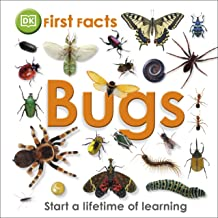 DK
First Facts
Bugs
Start a lifetime of learning